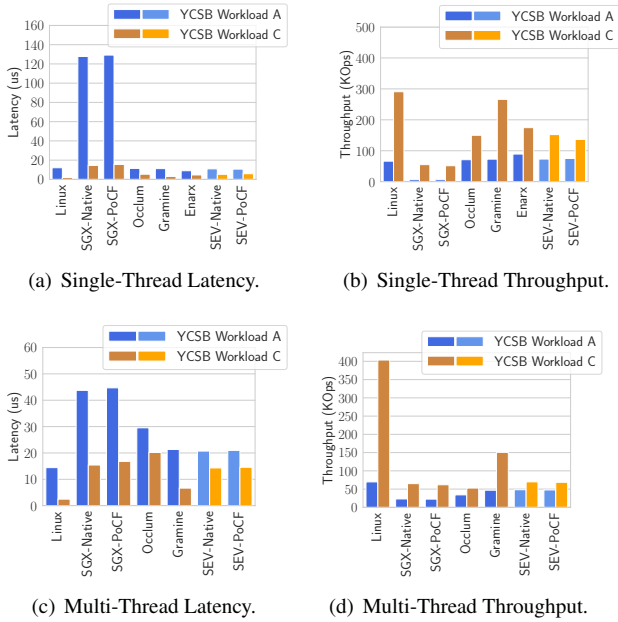 YCSB Workload A
YCSB Workload C
Latency (us)
160
140
120
100
80
60
40
20
0
Linux
SGX-Native
SGX-PoCF
Occlum
Gramine
Enarx
SEV-Native
SEV-PoCF
(a) Single-Thread Latency.
YCSB Workload A
YCSB Workload C
Throughput (KOps)
500
400
300
200
100
0
Linux
SGX-Native
SGX-PoCF
Occlum
Gramine
Enarx
SEV-Native
SEV-PoCF
(b) Single-Thread Throughput.
YCSB Workload A
YCSB Workload C
Latency (us)
60
50
40
30
20
10
0
Linux
SGX-Native
SGX-PoCF
Occlum
Gramine
SEV-Native
SEV-PoCF
(c) Multi-Thread Latency.
YCSB Workload A
YCSB Workload C
Throughput (KOps)
400
350
300
250
200
150
100
50
0
Linux
SGX-Native
SGX-PoCF
Occlum
Gramine
SEV-Native
SEV-PoCF
(d) Multi-Thread Throughput.